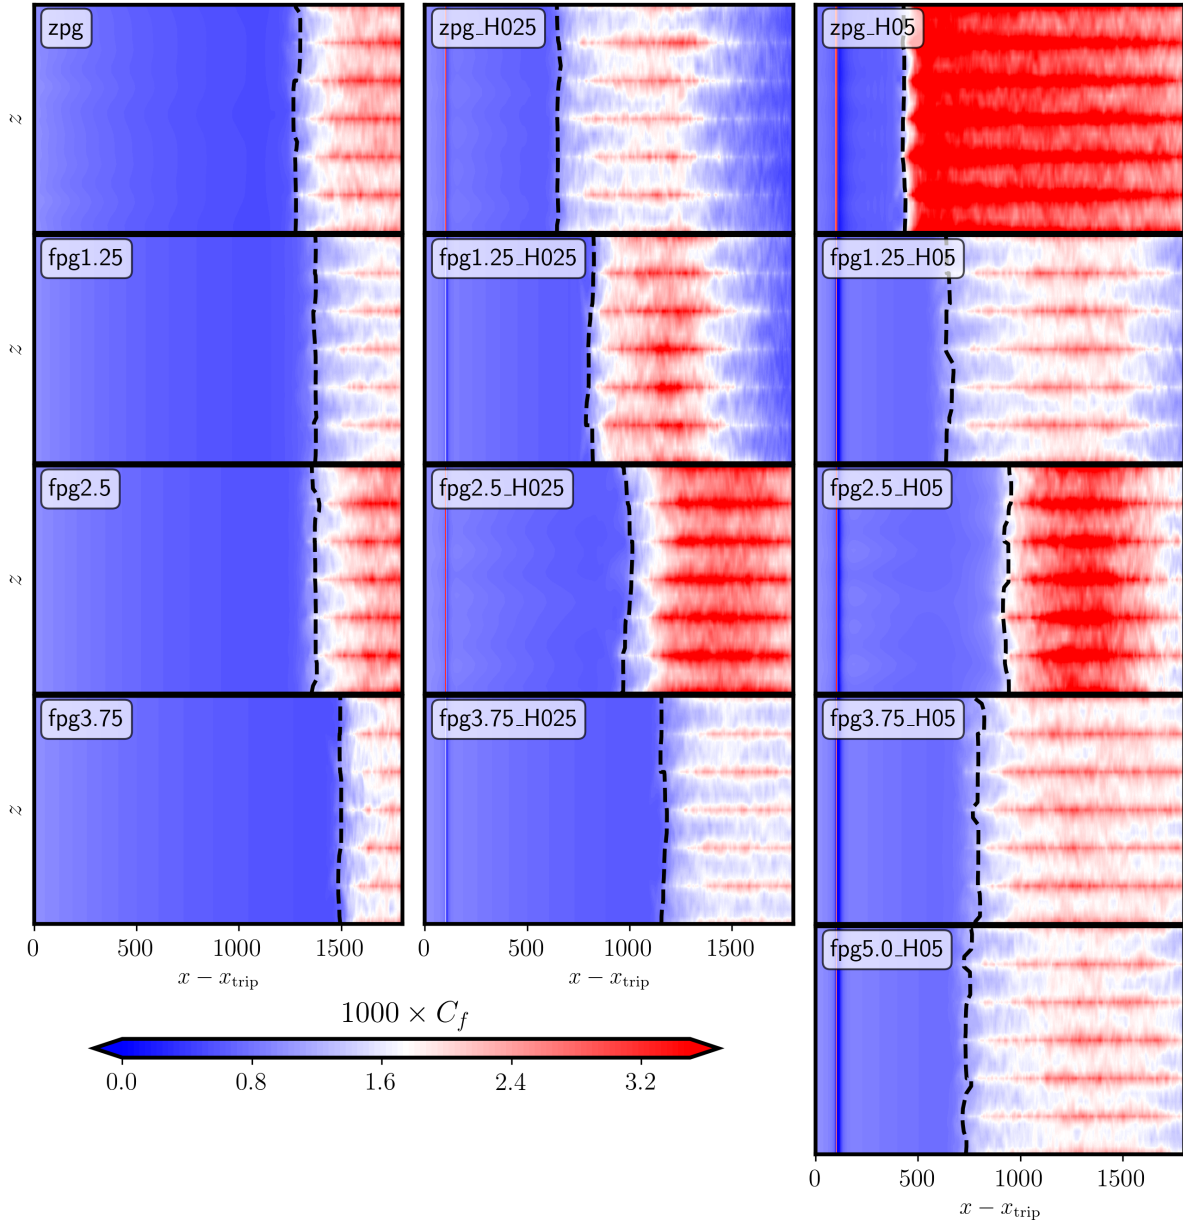 zpg
zpg_H025
zpg_H05
z
fpg1.25
fpg1.25_H025
fpg1.25_H05
z
fpg2.5
fpg2.5_H025
fpg2.5_H05
z
fpg3.75
fpg3.75_H025
fpg3.75_H05
z
0 500 1000 1500
x − x_trip
0 500 1000 1500
x − x_trip
fpg5.0_H05
0 500 1000 1500
x − x_trip
1000 × C_f
0.0 0.8 1.6 2.4 3.2